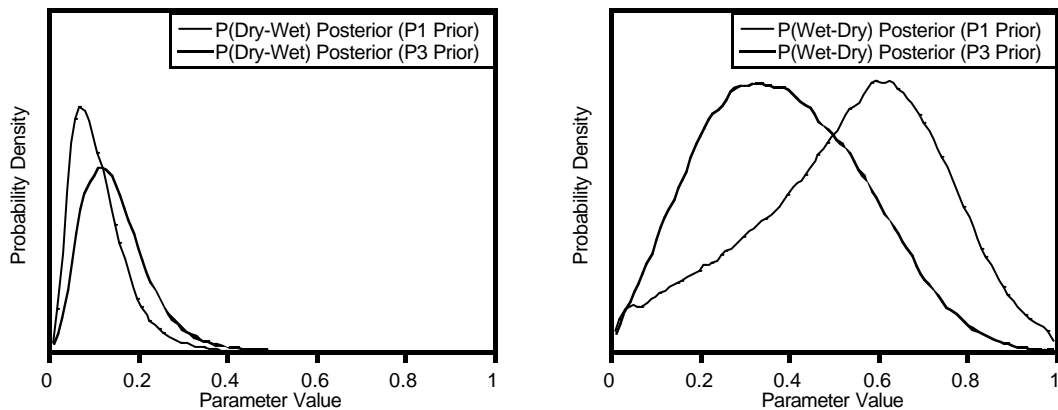 P(Dry-Wet) Posterior (P1 Prior)
P(Dry-Wet) Posterior (P3 Prior)
Probability Density
0 0.2 0.4 0.6 0.8 1
Parameter Value
P(Wet-Dry) Posterior (P1 Prior)
P(Wet-Dry) Posterior (P3 Prior)
Probability Density
0 0.2 0.4 0.6 0.8 1
Parameter Value